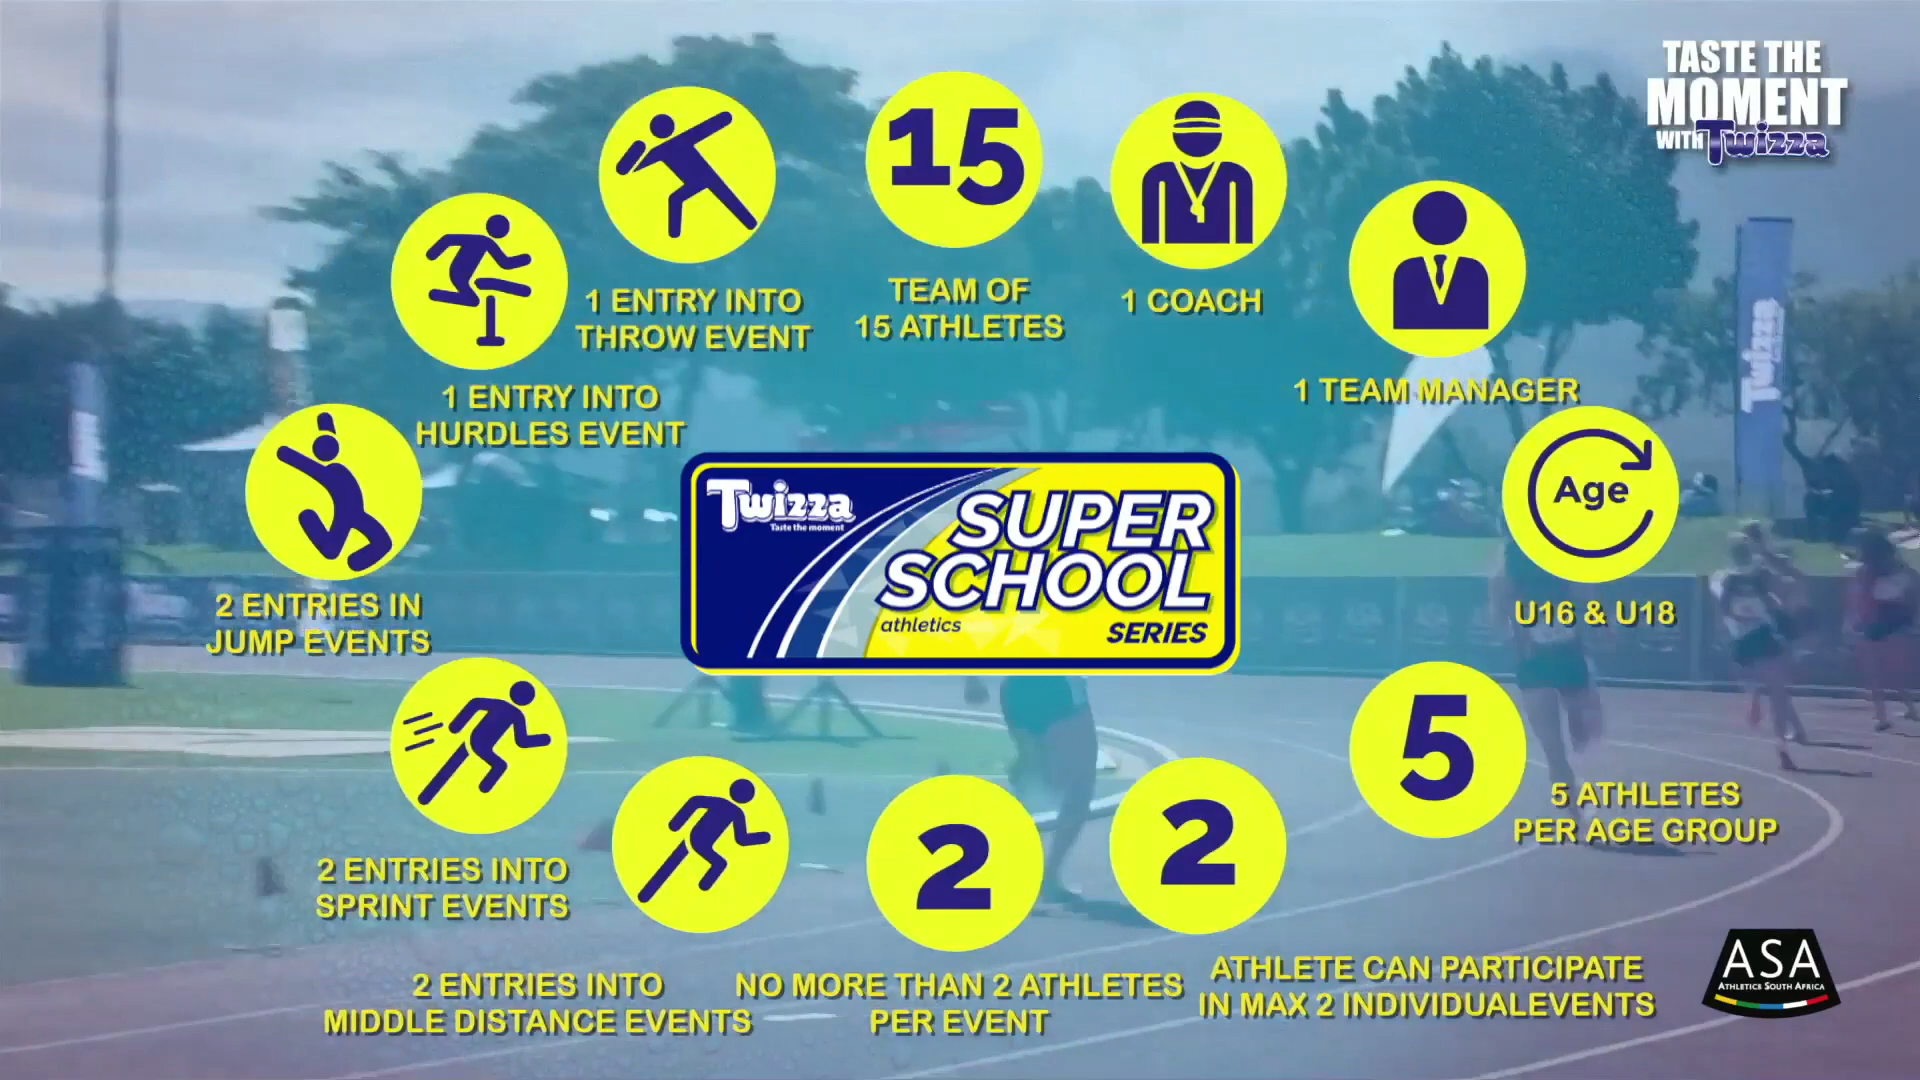 TASTE THE
MOMENT
WITH Twizza
15
TEAM OF
15 ATHLETES
1 COACH
1 TEAM MANAGER
Age
U16 & U18
5
5 ATHLETES
PER AGE GROUP
2
ATHLETE CAN PARTICIPATE
IN MAX 2 INDIVIDUALEVENTS
2
NO MORE THAN 2 ATHLETES
PER EVENT
2 ENTRIES INTO
MIDDLE DISTANCE EVENTS
2 ENTRIES INTO
SPRINT EVENTS
2 ENTRIES IN
JUMP EVENTS
1 ENTRY INTO
HURDLES EVENT
1 ENTRY INTO
THROW EVENT
Twizza
Taste the moment
SUPER
SCHOOL
athletics
SERIES
Twizza
ASA
ATHLETICS SOUTH AFRICA